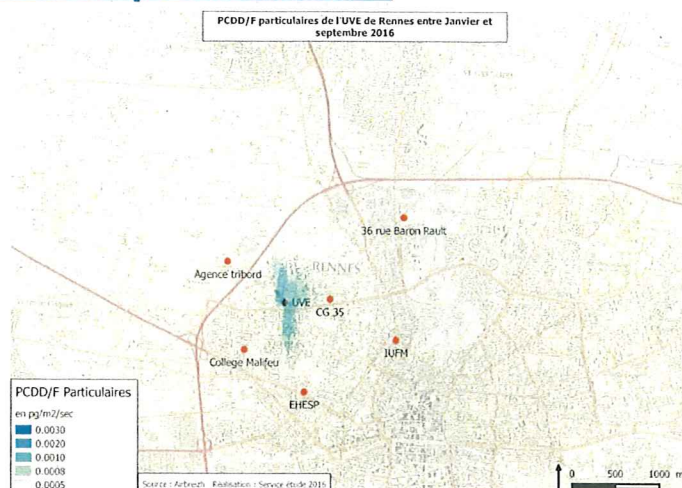 PCDD/F particulaires de l'UVE de Rennes entre Janvier et
septembre 2016
36 rue Baron Rault
Agence tribord
RENNES
UVE
CG 35
College Malifeu
IUFM
EHESP
PCDD/F Particulaires
en pg/m2/sec
0.0030
0.0020
0.0010
0.0008
0.0005
Source : Airbreizh Réalisation : Service étude 2016
0 500 1000 m